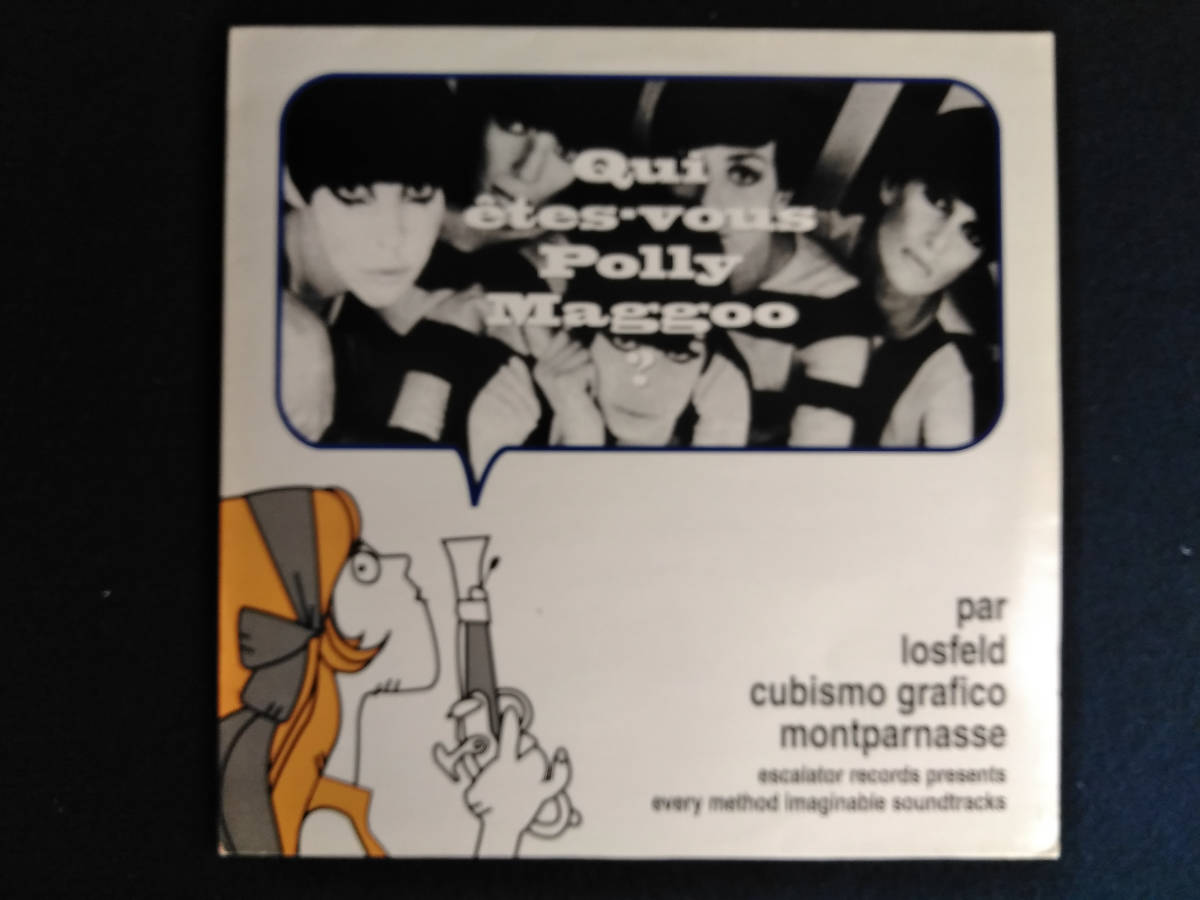 Qui
êtes-vous
Polly
Maggoo
?
par
losfeld
cubismo grafico
montparnasse
escalator records presents
every method imaginable soundtracks